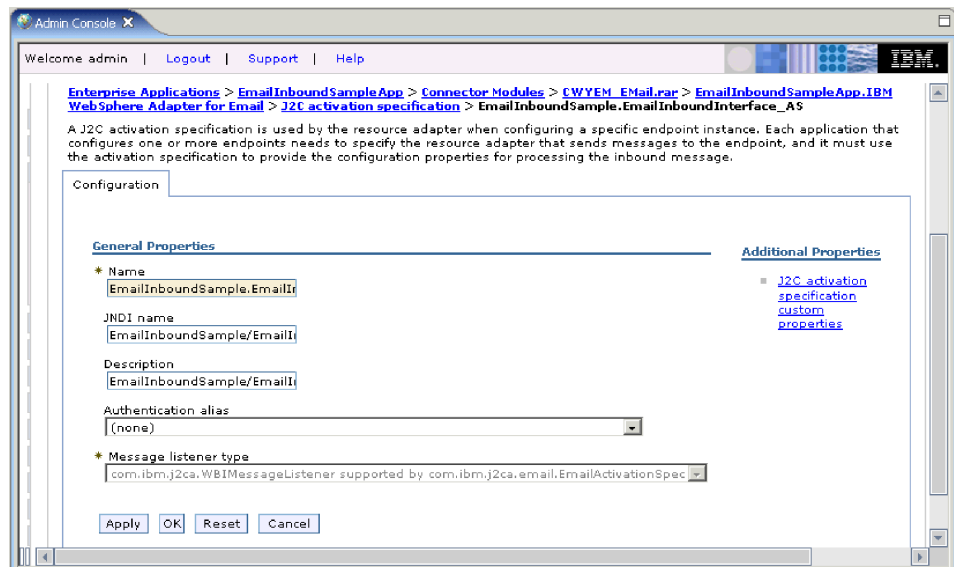 Admin Console
Welcome admin | Logout | Support | Help
IBM.
Enterprise Applications > EmailInboundSampleApp > Connector Modules > CWYEM_EMail.rar > EmailInboundSampleApp.IBM
WebSphere Adapter for Email > J2C activation specification > EmailInboundSample.EmailInboundInterface_AS
A J2C activation specification is used by the resource adapter when configuring a specific endpoint instance. Each application that
configures one or more endpoints needs to specify the resource adapter that sends messages to the endpoint, and it must use
the activation specification to provide the configuration properties for processing the inbound message.
Configuration
General Properties
* Name
EmailInboundSample.EmailIn
JNDI name
EmailInboundSample/EmailIn
Description
EmailInboundSample/EmailIn
Authentication alias
(none)
* Message listener type
com.ibm.j2ca.WBIMessageListener supported by com.ibm.j2ca.email.EmailActivationSpec
Apply OK Reset Cancel
Additional Properties
J2C activation
specification
custom
properties